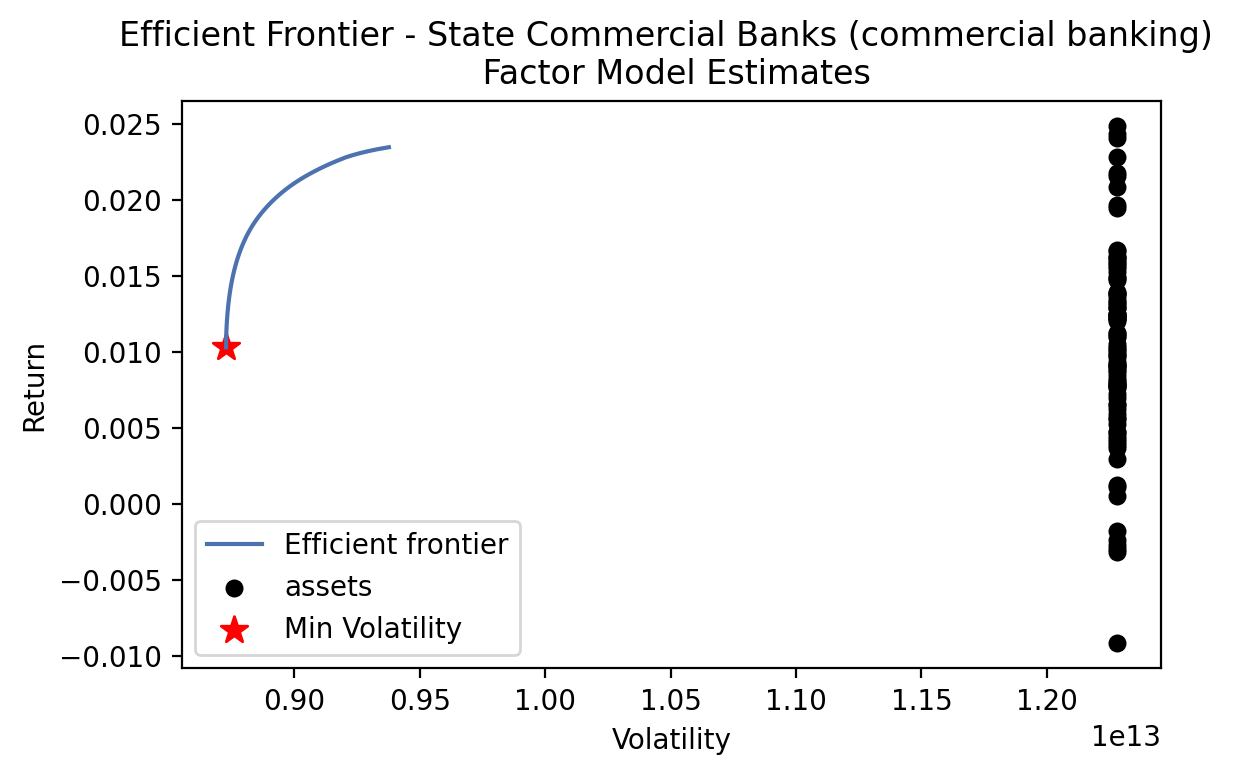 Efficient Frontier - State Commercial Banks (commercial banking)
Factor Model Estimates
0.025
0.020
0.015
0.010
0.005
0.000
−0.005
−0.010
Return
Efficient frontier
assets
Min Volatility
0.90 0.95 1.00 1.05 1.10 1.15 1.20
Volatility
1e13